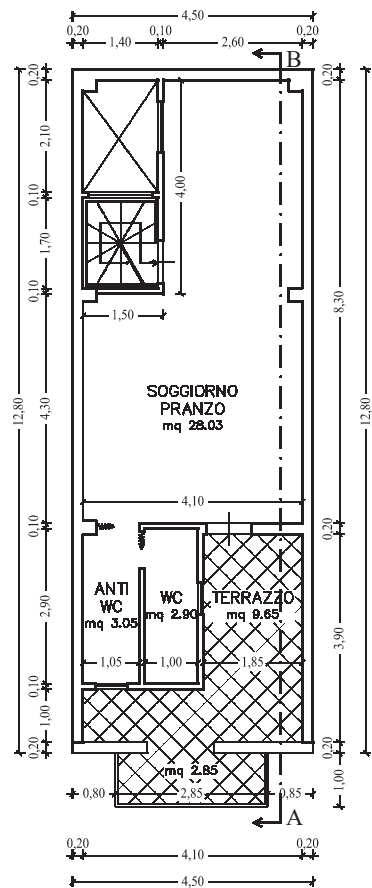 4,50
0,20 0,10 0,20
1,40 2,60
B
0,20 0,20
2,10
4,00
0,10
1,70
0,10
1,50
8,30
12,80 12,80
4,30
SOGGIORNO
PRANZO
mq 28.03
4,10
0,10 0,20
ANTI
WC
mq 3.05
WC
mq 2.90
TERRAZZO
mq 9.65
2,90
3,90
1,05 1,00 1,85
0,10
1,00
0,20 0,20
mq 2.85
1,00
0,80 2,85 0,85
A
0,20 0,20
4,10
4,50